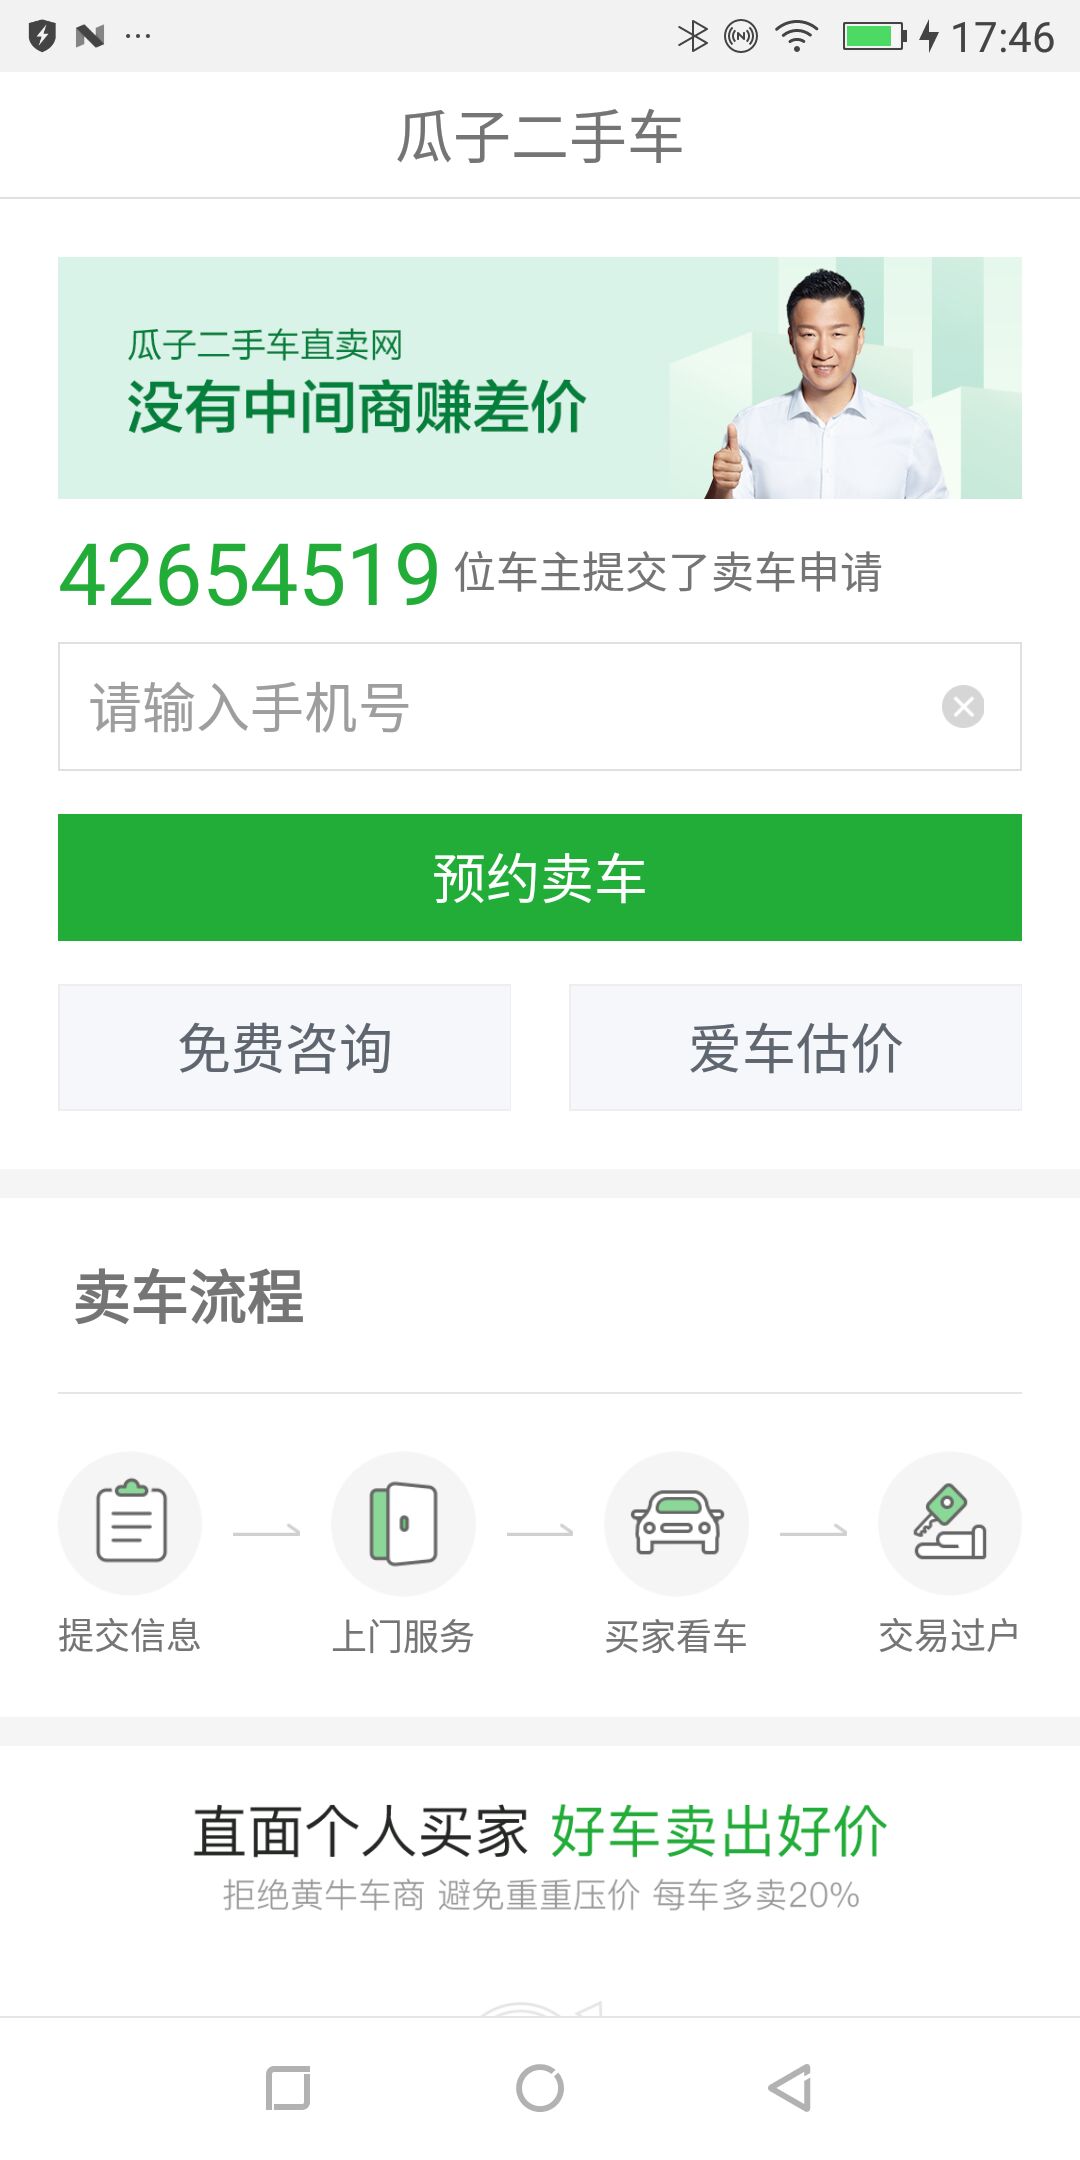 17:46
瓜子二手车
瓜子二手车直卖网
没有中间商赚差价
42654519 位车主提交了卖车申请
请输入手机号
预约卖车
免费咨询 爱车估价
卖车流程
提交信息 上门服务 买家看车 交易过户
直面个人买家 好车卖出好价
拒绝黄牛车商 避免重重压价 每车多卖20%